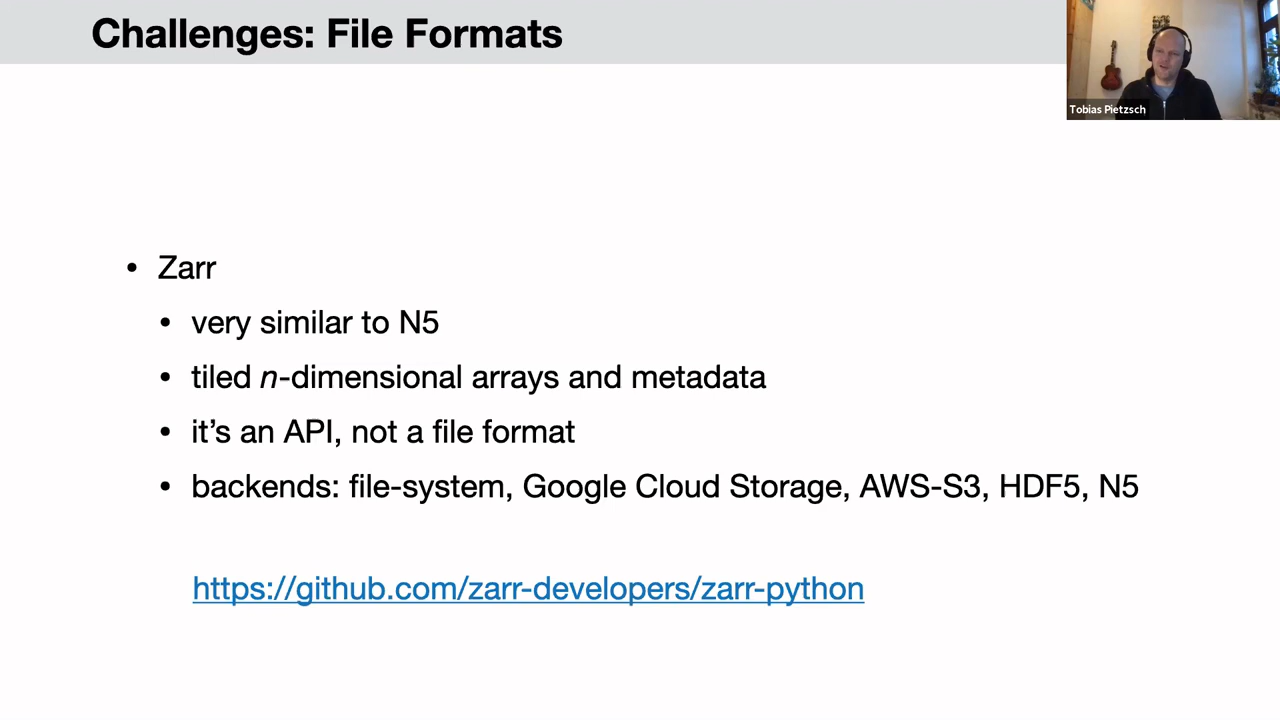 Challenges: File Formats
Tobias Pietzsch
• Zarr
• very similar to N5
• tiled n-dimensional arrays and metadata
• it’s an API, not a file format
• backends: file-system, Google Cloud Storage, AWS-S3, HDF5, N5
https://github.com/zarr-developers/zarr-python